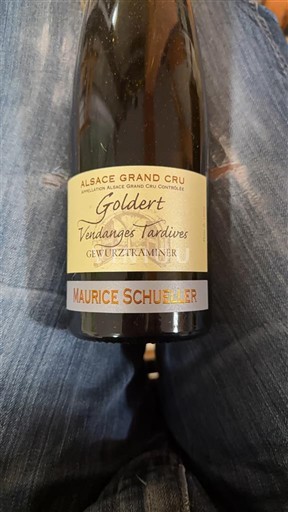 ALSACE GRAND CRU
APPELLATION ALSACE GRAND CRU CONTRÔLÉE
Goldert
Vendanges Tardives
GEWURZTRAMINER
MAURICE SCHUELLER